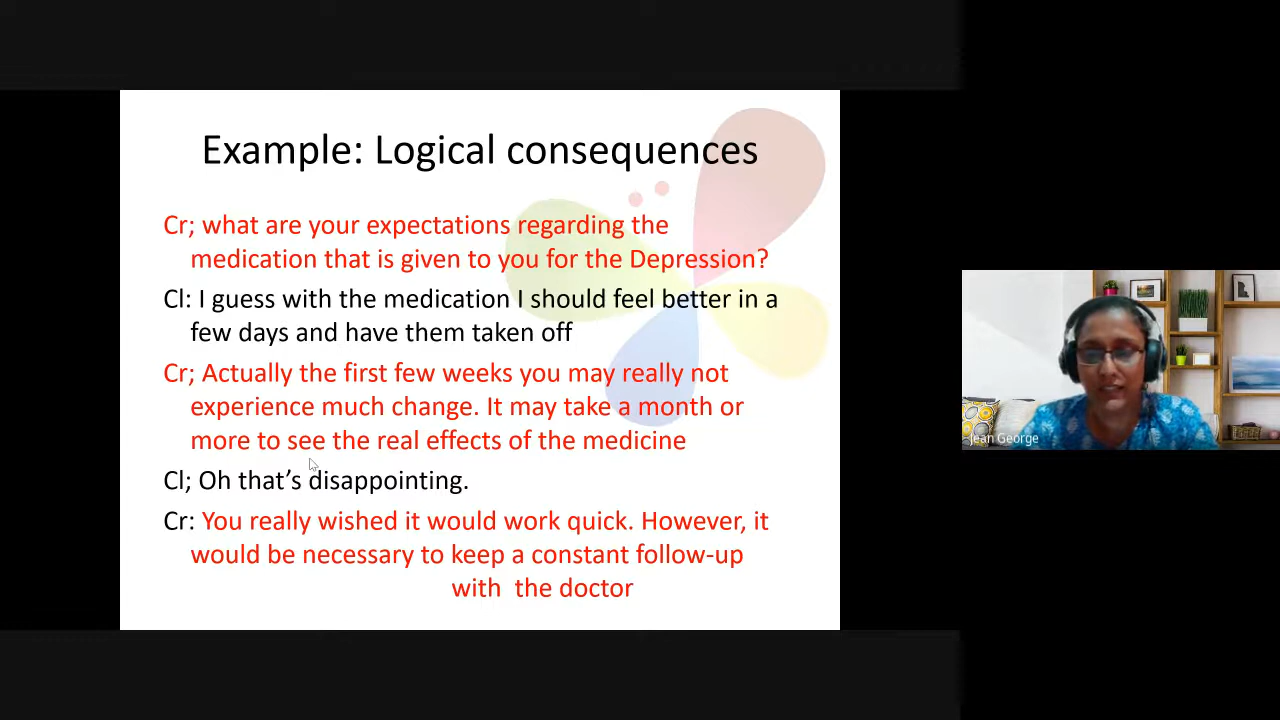 Example: Logical consequences
Cr; what are your expectations regarding the
medication that is given to you for the Depression?
Cl: I guess with the medication I should feel better in a
few days and have them taken off
Cr; Actually the first few weeks you may really not
experience much change. It may take a month or
more to see the real effects of the medicine
Cl; Oh that’s disappointing.
Cr: You really wished it would work quick. However, it
would be necessary to keep a constant follow-up
with the doctor
Jean George